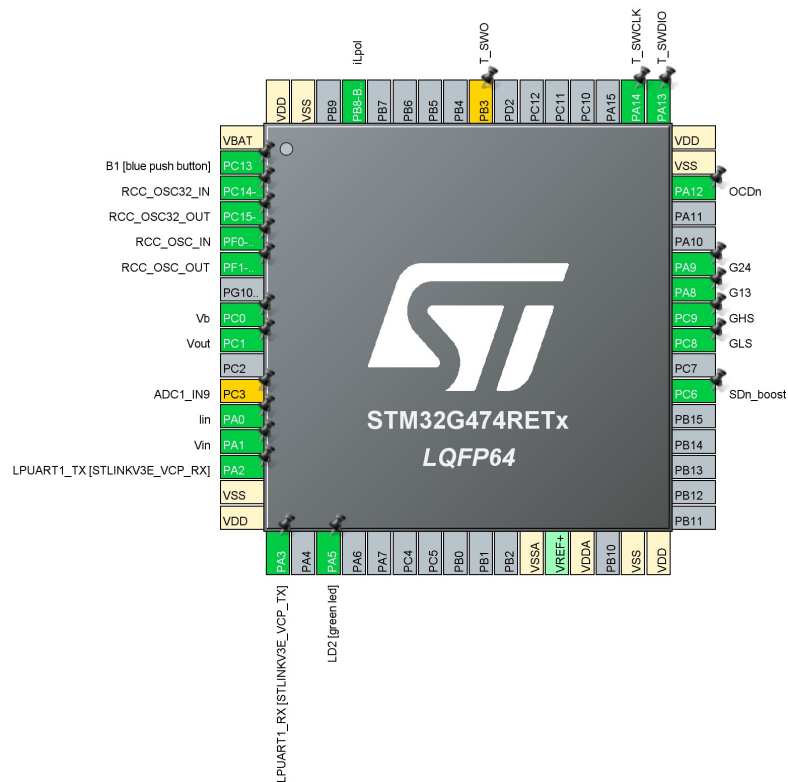 iLpol
T_SWO
T_SWCLK
T_SWDIO
VDD
VSS
PB9
PB8-B..
PB7
PB6
PB5
PB4
PB3
PD2
PC12
PC11
PC10
PA15
PA14
PA13
VBAT
B1 [blue push button] PC13
RCC_OSC32_IN PC14-..
RCC_OSC32_OUT PC15-..
RCC_OSC_IN PF0-..
RCC_OSC_OUT PF1-..
PG10..
Vb PC0
Vout PC1
PC2
ADC1_IN9 PC3
Iin PA0
Vin PA1
LPUART1_TX [STLINKV3E_VCP_RX] PA2
VSS
VDD
STM32G474RETx
LQFP64
VDD
VSS
PA12 OCDn
PA11
PA10
PA9 G24
PA8 G13
PC9 GHS
PC8 GLS
PC7
PC6 SDn_boost
PB15
PB14
PB13
PB12
PB11
PA3
PA4
PA5
PA6
PA7
PC4
PC5
PB0
PB1
PB2
VSSA
VREF+
VDDA
PB10
VSS
VDD
LPUART1_RX [STLINKV3E_VCP_TX]
LD2 [green led]